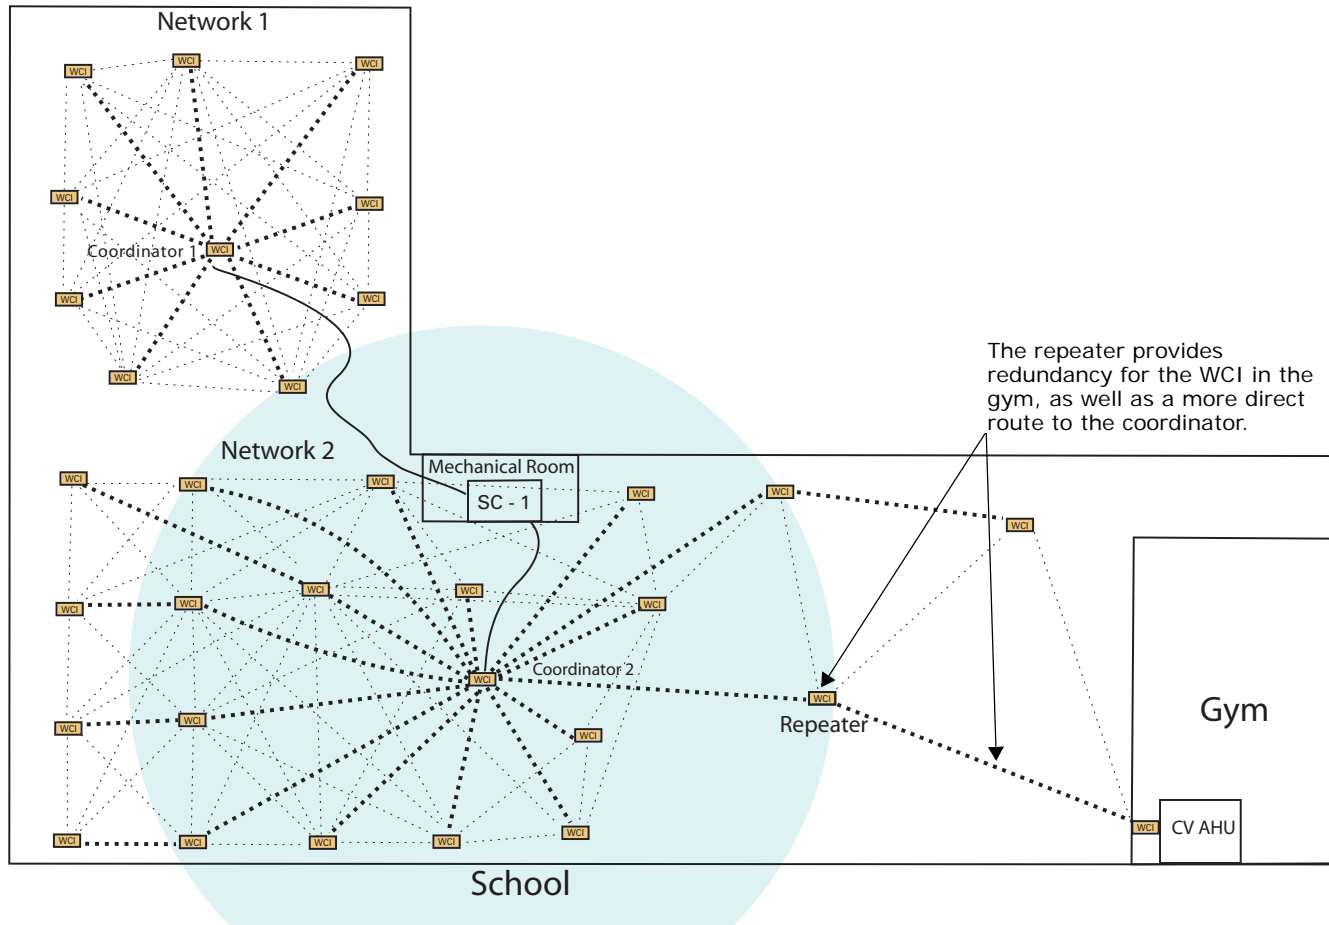 Network 1
WCI
WCI
WCI
WCI
WCI
Coordinator 1
WCI
WCI
WCI
WCI
WCI
The repeater provides
redundancy for the WCI in the
gym, as well as a more direct
route to the coordinator.
Network 2
Mechanical Room
SC - 1
WCI
WCI
WCI
WCI
WCI
WCI
WCI
WCI
WCI
WCI
WCI
Coordinator 2
WCI
WCI
Repeater
Gym
WCI
WCI
WCI
WCI
CV AHU
WCI
WCI
WCI
WCI
WCI
School